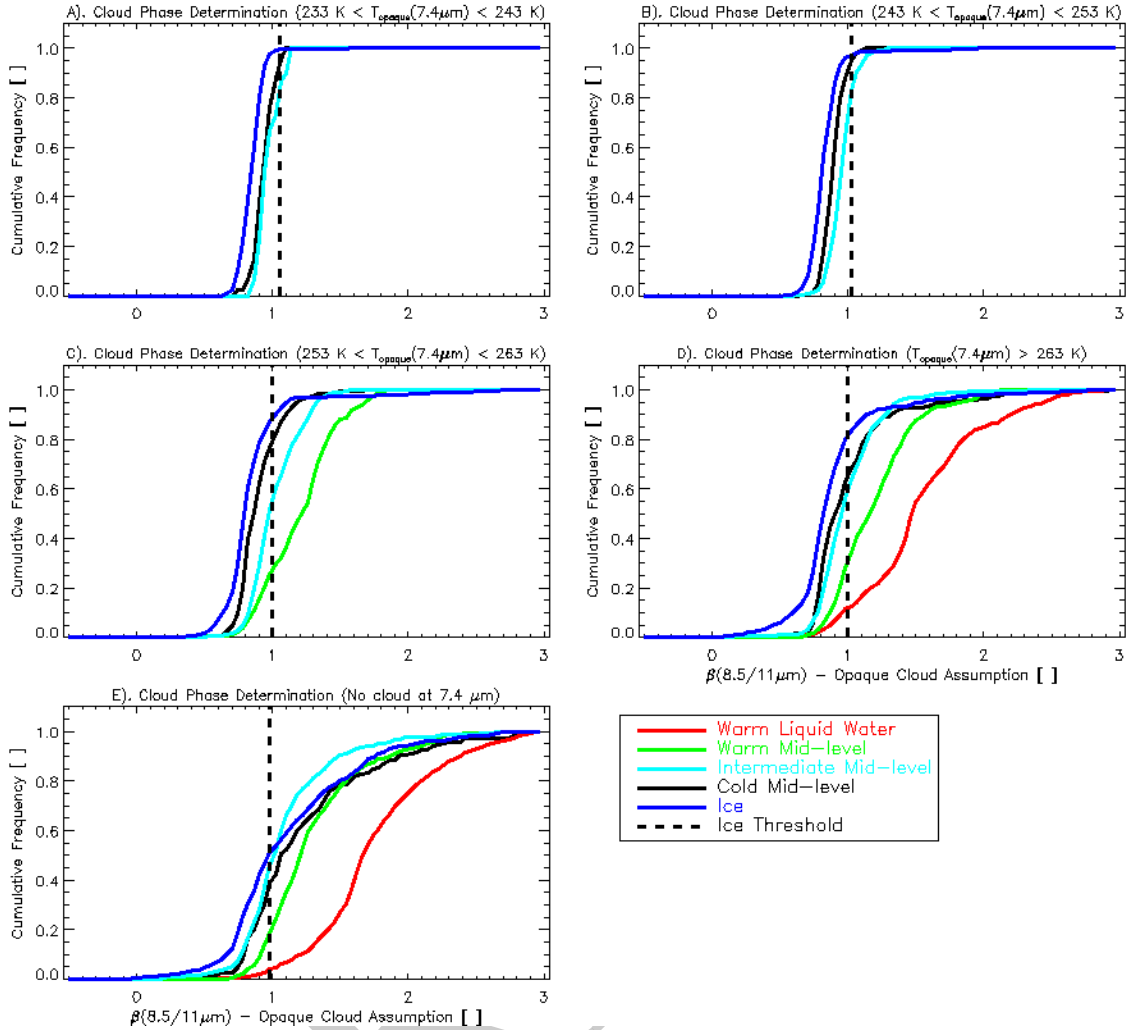 A). Cloud Phase Determination (233 K < Topaque(7.4μm) < 243 K)
Cumulative Frequency [ ]
1.0
0.8
0.6
0.4
0.2
0.0
0 1 2 3
B). Cloud Phase Determination (243 K < Topaque(7.4μm) < 253 K)
Cumulative Frequency [ ]
1.0
0.8
0.6
0.4
0.2
0.0
0 1 2 3
C). Cloud Phase Determination (253 K < Topaque(7.4μm) < 263 K)
Cumulative Frequency [ ]
1.0
0.8
0.6
0.4
0.2
0.0
0 1 2 3
D). Cloud Phase Determination (Topaque(7.4μm) > 263 K)
Cumulative Frequency [ ]
1.0
0.8
0.6
0.4
0.2
0.0
0 1 2 3
β(8.5/11μm) – Opaque Cloud Assumption [ ]
E). Cloud Phase Determination (No cloud at 7.4 μm)
Cumulative Frequency [ ]
1.0
0.8
0.6
0.4
0.2
0.0
0 1 2 3
β(8.5/11μm) – Opaque Cloud Assumption [ ]
Warm Liquid Water
Warm Mid–level
Intermediate Mid–level
Cold Mid–level
Ice
Ice Threshold